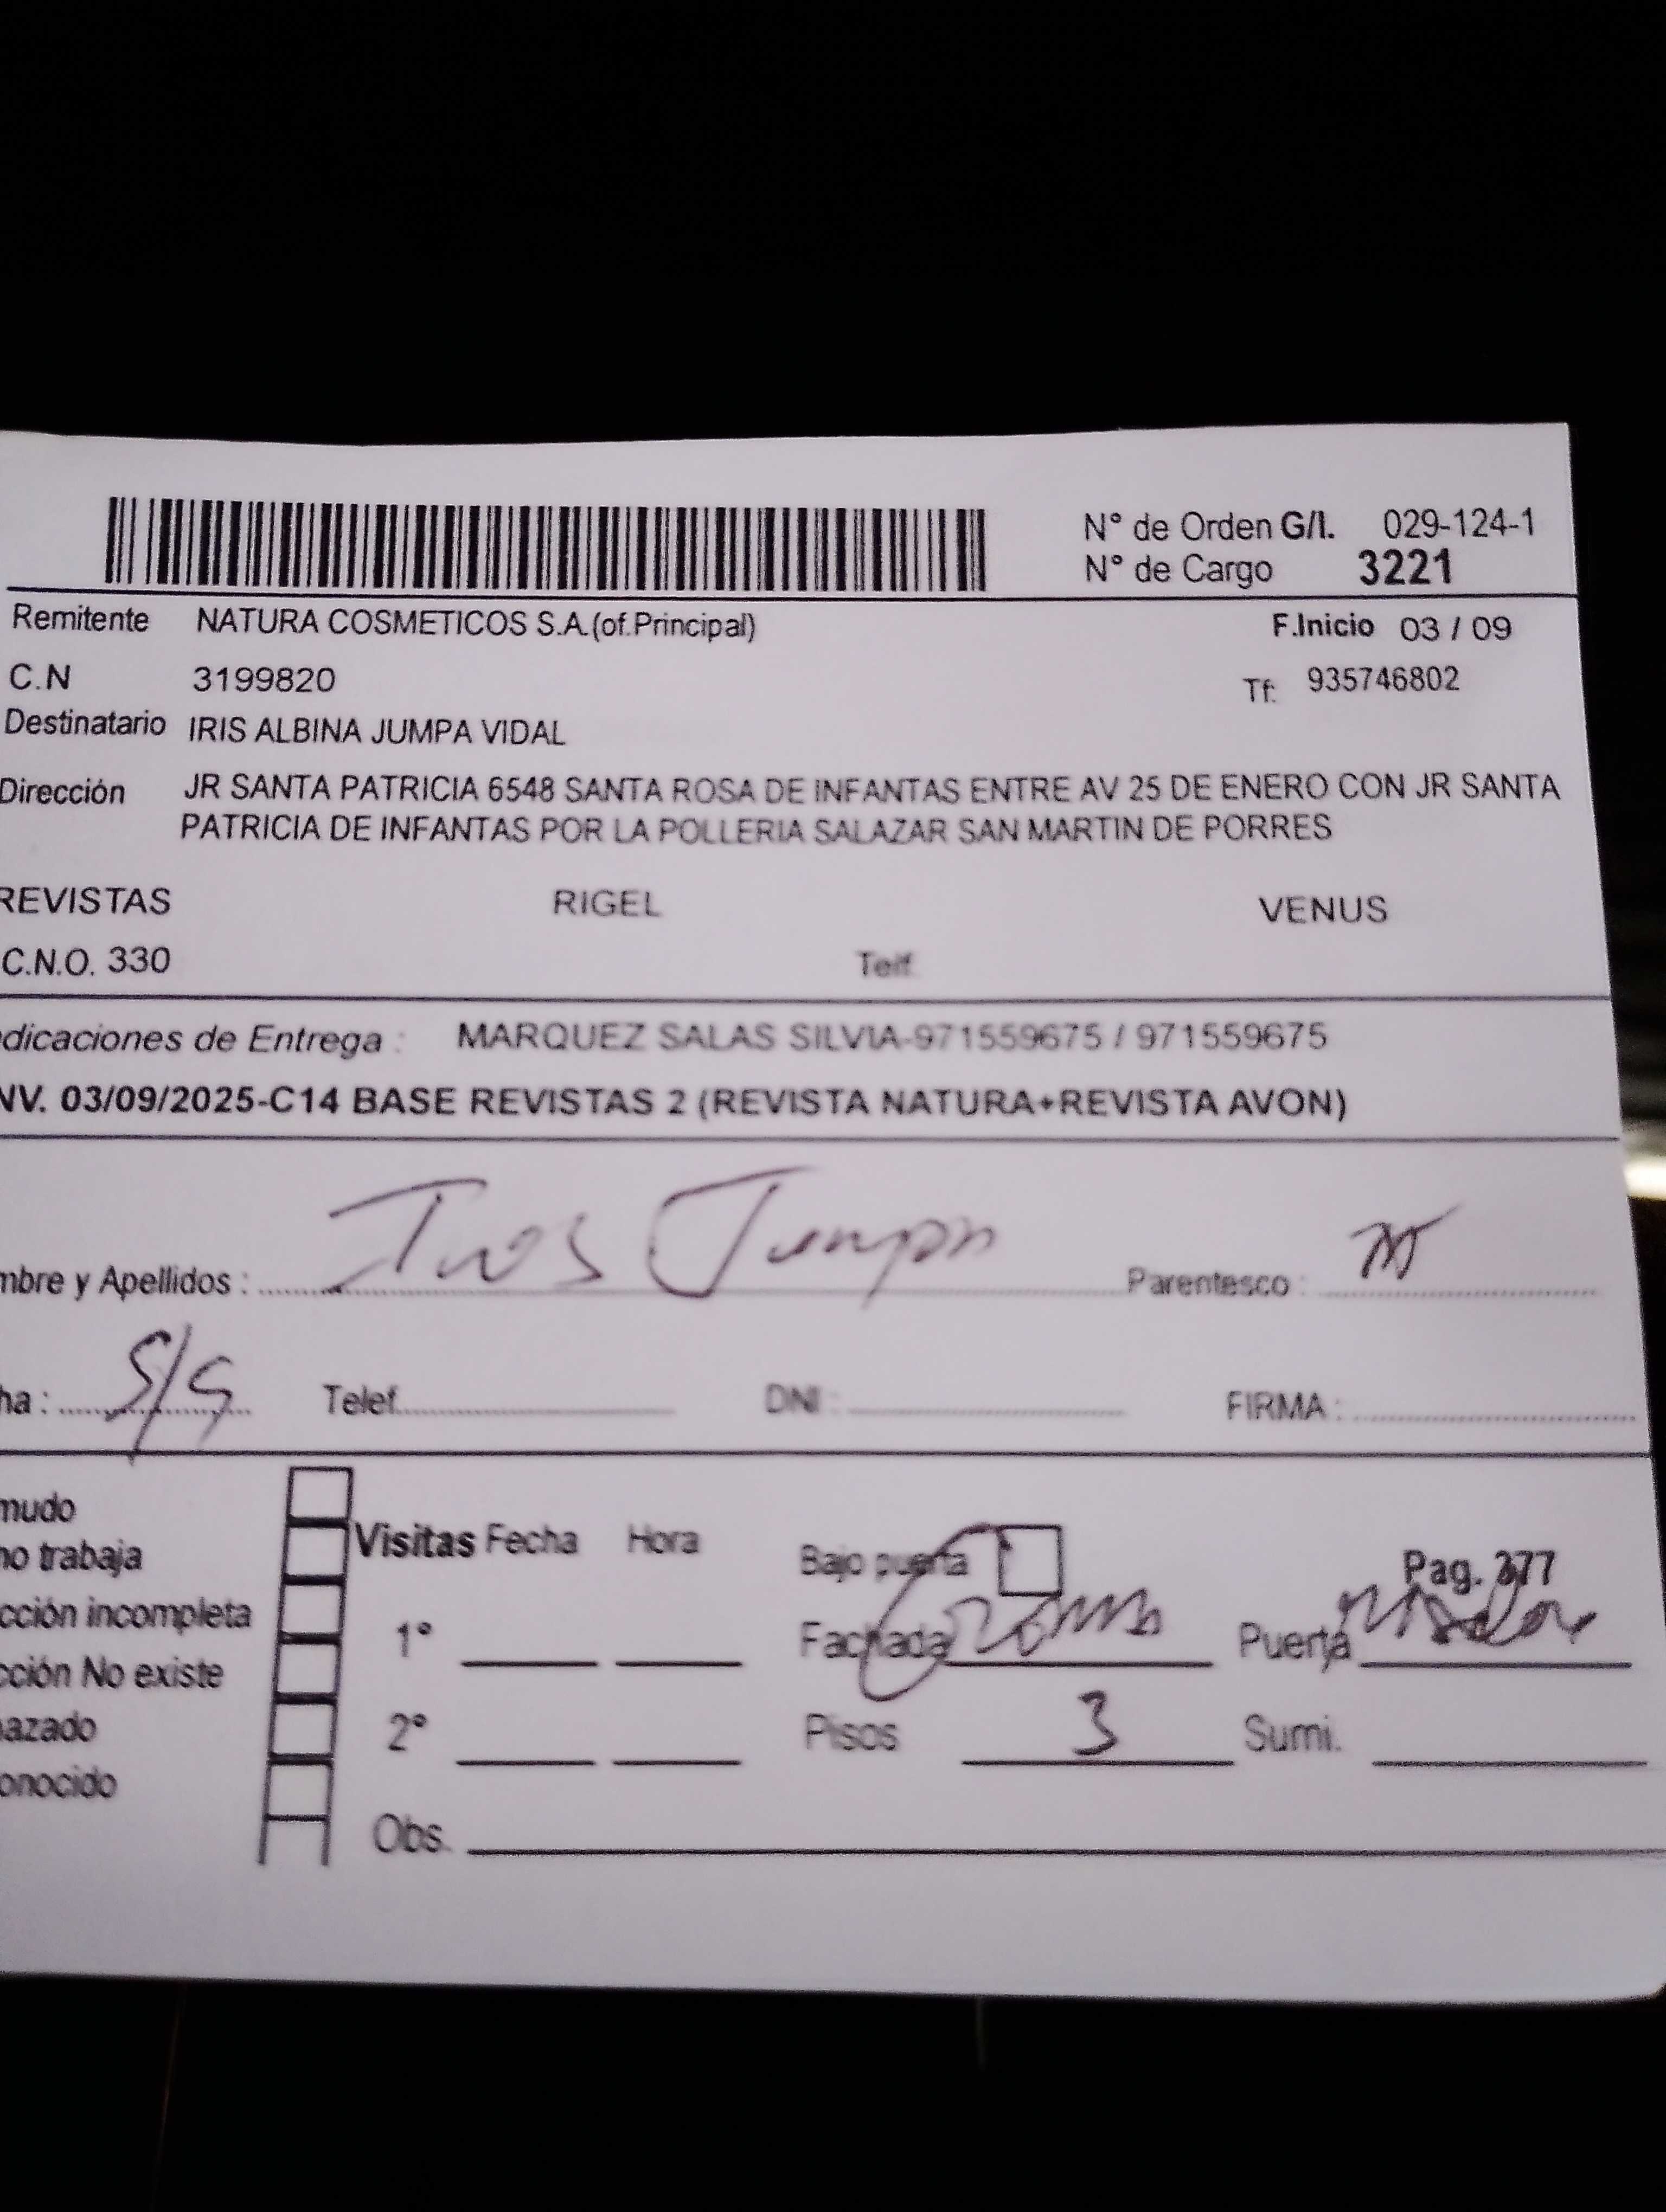 N° de Orden G/I. 029-124-1
N° de Cargo 3221
Remitente NATURA COSMETICOS S.A.(of.Principal) F.Inicio 03 / 09
C.N 3199820 Tf: 935746802
Destinatario IRIS ALBINA JUMPA VIDAL
Dirección JR SANTA PATRICIA 6548 SANTA ROSA DE INFANTAS ENTRE AV 25 DE ENERO CON JR SANTA
PATRICIA DE INFANTAS POR LA POLLERIA SALAZAR SAN MARTIN DE PORRES
REVISTAS RIGEL VENUS
C.N.O. 330 Telf.
dicaciones de Entrega : MARQUEZ SALAS SILVIA-971559675 / 971559675
NV. 03/09/2025-C14 BASE REVISTAS 2 (REVISTA NATURA+REVISTA AVON)
mbre y Apellidos : Jumpa Parentesco :
ha : Telef. DNI : FIRMA :
mudo
no trabaja
cción incompleta
cción No existe
azado
onocido
Visitas Fecha Hora
1°
2°
Obs.
Bajo puerta Pag. 377
Fachada Puerta
Pisos 3 Sumi.